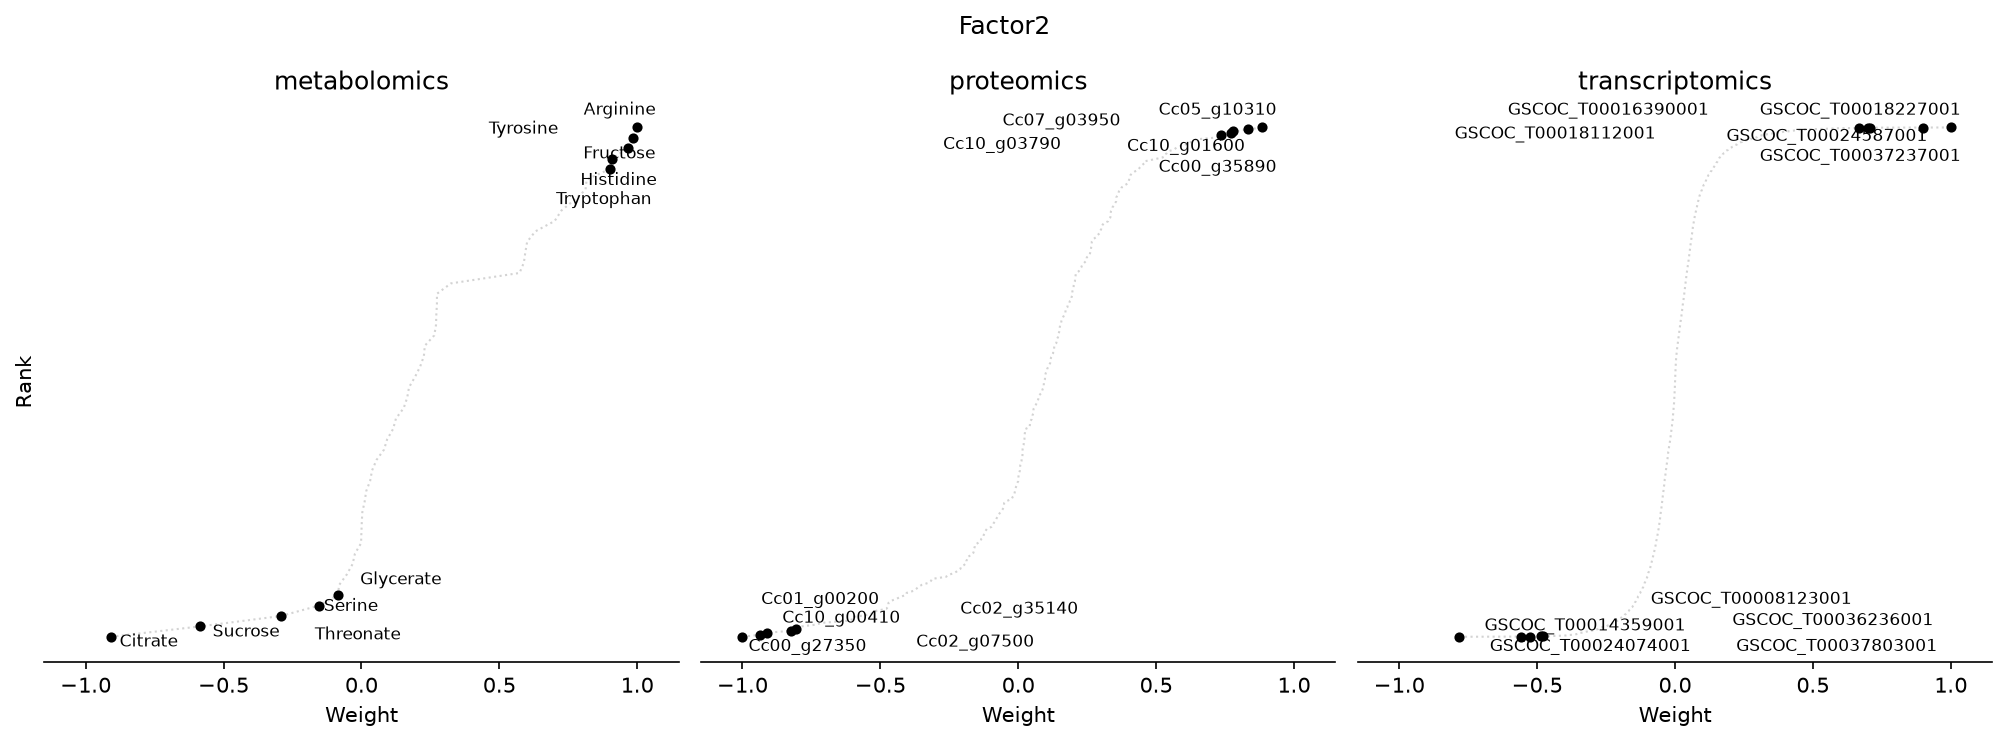 Factor2
metabolomics
Arginine
Tyrosine
Fructose
Histidine
Tryptophan
Glycerate
Serine
Sucrose
Threonate
Citrate
Rank
−1.0 −0.5 0.0 0.5 1.0
Weight
proteomics
Cc05_g10310
Cc07_g03950
Cc10_g03790
Cc10_g01600
Cc00_g35890
Cc01_g00200
Cc02_g35140
Cc10_g00410
Cc02_g07500
Cc00_g27350
−1.0 −0.5 0.0 0.5 1.0
Weight
transcriptomics
GSCOC_T00016390001
GSCOC_T00018227001
GSCOC_T00018112001
GSCOC_T00024587001
GSCOC_T00037237001
GSCOC_T00008123001
GSCOC_T00036236001
GSCOC_T00014359001
GSCOC_T00024074001
GSCOC_T00037803001
−1.0 −0.5 0.0 0.5 1.0
Weight